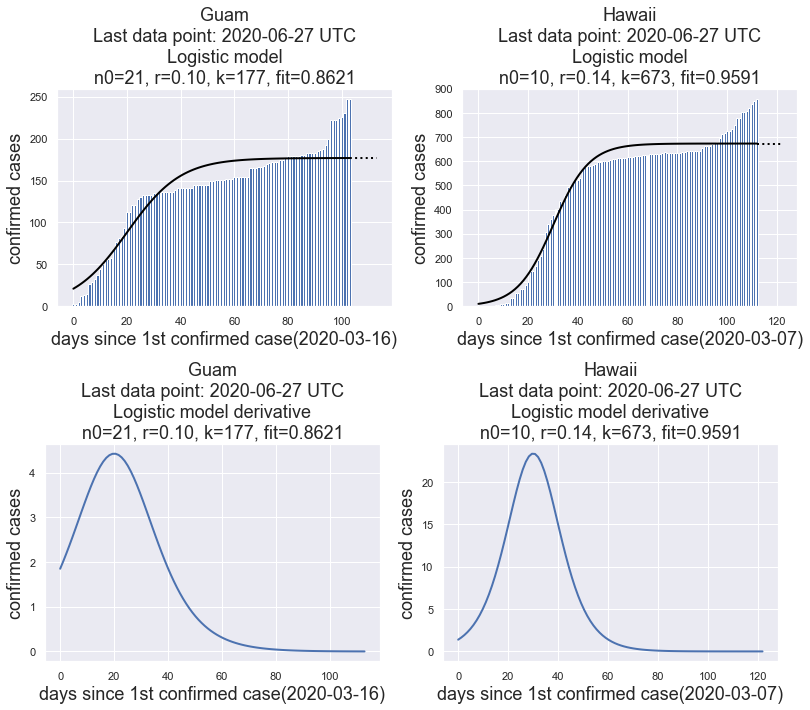 Guam
Last data point: 2020-06-27 UTC
Logistic model
n0=21, r=0.10, k=177, fit=0.8621
250
200
150
100
50
0
confirmed cases
0 20 40 60 80 100
days since 1st confirmed case(2020-03-16)
Hawaii
Last data point: 2020-06-27 UTC
Logistic model
n0=10, r=0.14, k=673, fit=0.9591
900
800
700
600
500
400
300
200
100
0
confirmed cases
0 20 40 60 80 100 120
days since 1st confirmed case(2020-03-07)
Guam
Last data point: 2020-06-27 UTC
Logistic model derivative
n0=21, r=0.10, k=177, fit=0.8621
4
3
2
1
0
confirmed cases
0 20 40 60 80 100
days since 1st confirmed case(2020-03-16)
Hawaii
Last data point: 2020-06-27 UTC
Logistic model derivative
n0=10, r=0.14, k=673, fit=0.9591
20
15
10
5
0
confirmed cases
0 20 40 60 80 100 120
days since 1st confirmed case(2020-03-07)